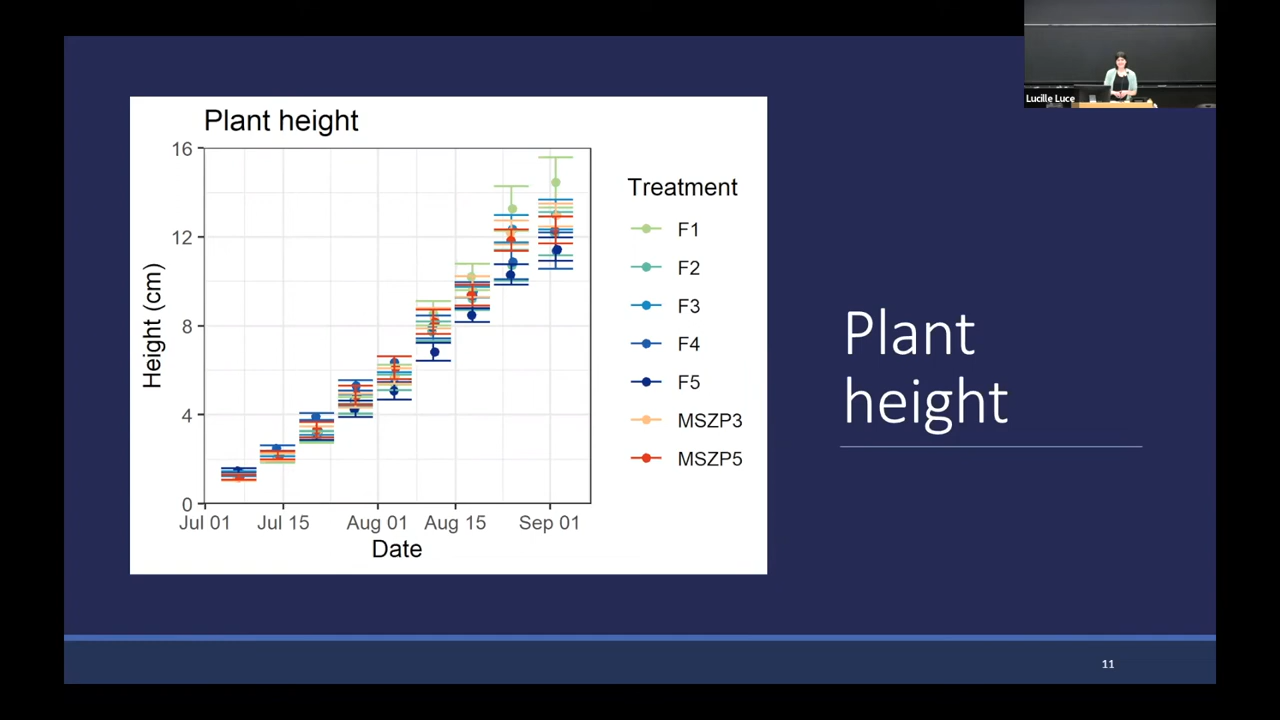 Lucille Luce
Plant height
16
12
8
4
0
Height (cm)
Jul 01
Jul 15
Aug 01
Aug 15
Sep 01
Date
Treatment
F1
F2
F3
F4
F5
MSZP3
MSZP5
Plant
height
11